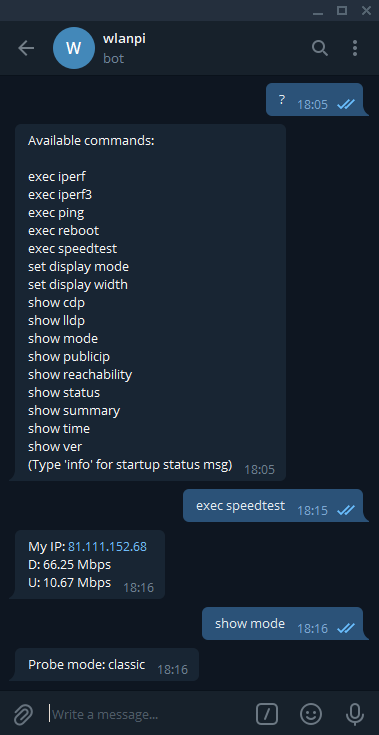 wlanpi
W
bot
?
18:05
Available commands:
exec iperf
exec iperf3
exec ping
exec reboot
exec speedtest
set display mode
set display width
show cdp
show lldp
show mode
show publicip
show reachability
show status
show summary
show time
show ver
(Type 'info' for startup status msg) 18:05
exec speedtest 18:15
My IP: 81.111.152.68
D: 66.25 Mbps
U: 10.67 Mbps 18:16
show mode 18:16
Probe mode: classic 18:16
/ 
Write a message...